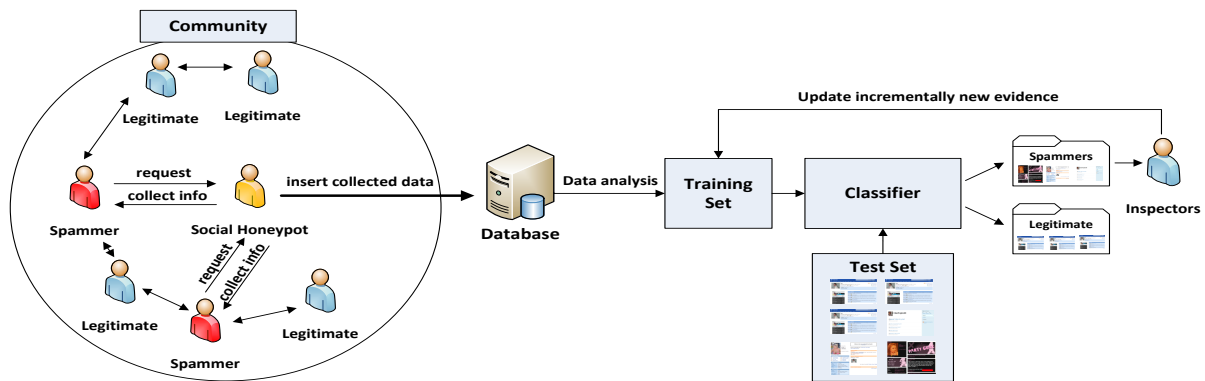 Community
Legitimate
Legitimate
request
collect info
Spammer
Social Honeypot
request
collect info
Legitimate
Legitimate
Spammer
insert collected data
Database
Data analysis
Update incrementally new evidence
Training
Set
Classifier
Spammers
Legitimate
Inspectors
Test Set